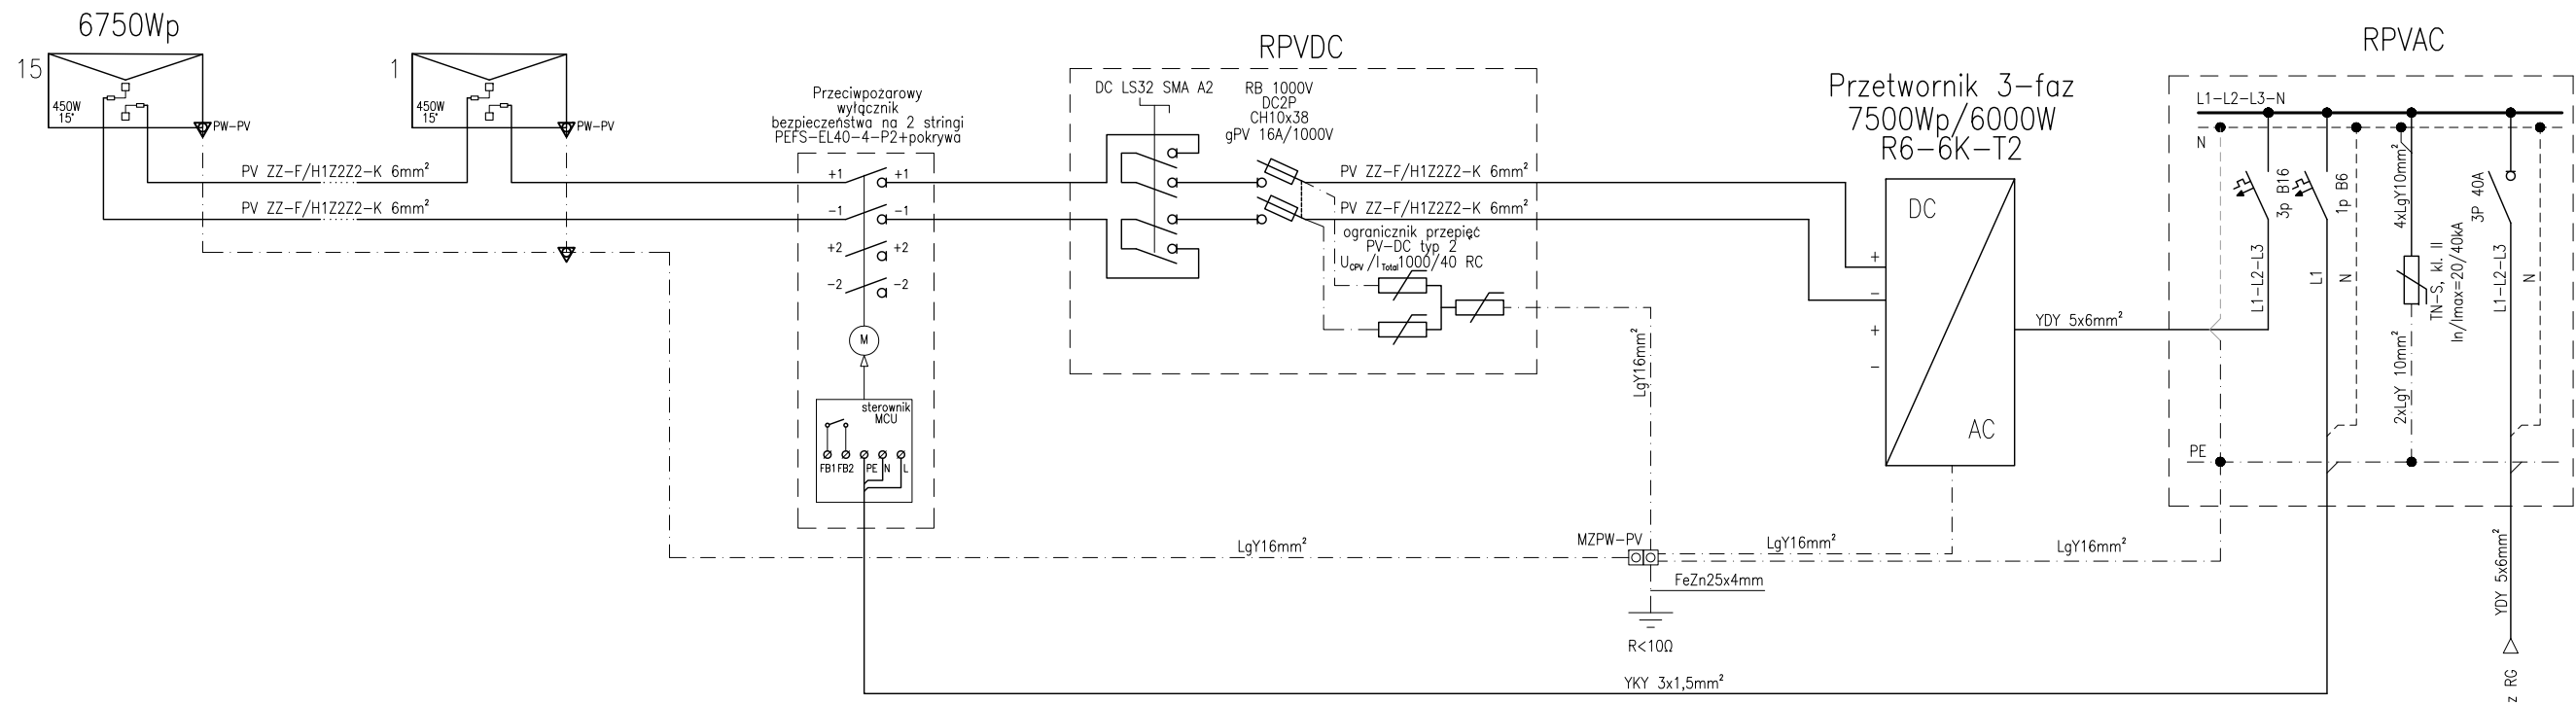 6750Wp
15
450W
15°
PW-PV
1
450W
15°
PW-PV
PV ZZ-F/H1Z2Z2-K 6mm²
PV ZZ-F/H1Z2Z2-K 6mm²
Przeciwpożarowy
wyłącznik
bezpieczeństwa na 2 stringi
PEFS-EL40-4-P2+pokrywa
+1 +1
-1 -1
+2 +2
-2 -2
M
sterownik
MCU
FB1 FB2 PE N L
RPVDC
DC LS32 SMA A2
RB 1000V
DC2P
CH10x38
gPV 16A/1000V
PV ZZ-F/H1Z2Z2-K 6mm²
PV ZZ-F/H1Z2Z2-K 6mm²
ogranicznik przepięć
PV-DC typ 2
UCPV/ITotal1000/40 RC
LgY16mm²
Przetwornik 3-faz
7500Wp/6000W
R6-6K-T2
DC
+
-
+
-
AC
YDY 5x6mm²
RPVAC
L1-L2-L3-N
N
3p B16
L1-L2-L3
1p B6
L1
N
4xLgY10mm²
TN-S, kl. II
In/Imax=20/40kA
2xLgY 10mm²
3P 40A
L1-L2-L3
N
PE
LgY16mm²
MZPW-PV
LgY16mm²
LgY16mm²
FeZn25x4mm
R<10Ω
YKY 3x1,5mm²
YDY 5x6mm²
z RG